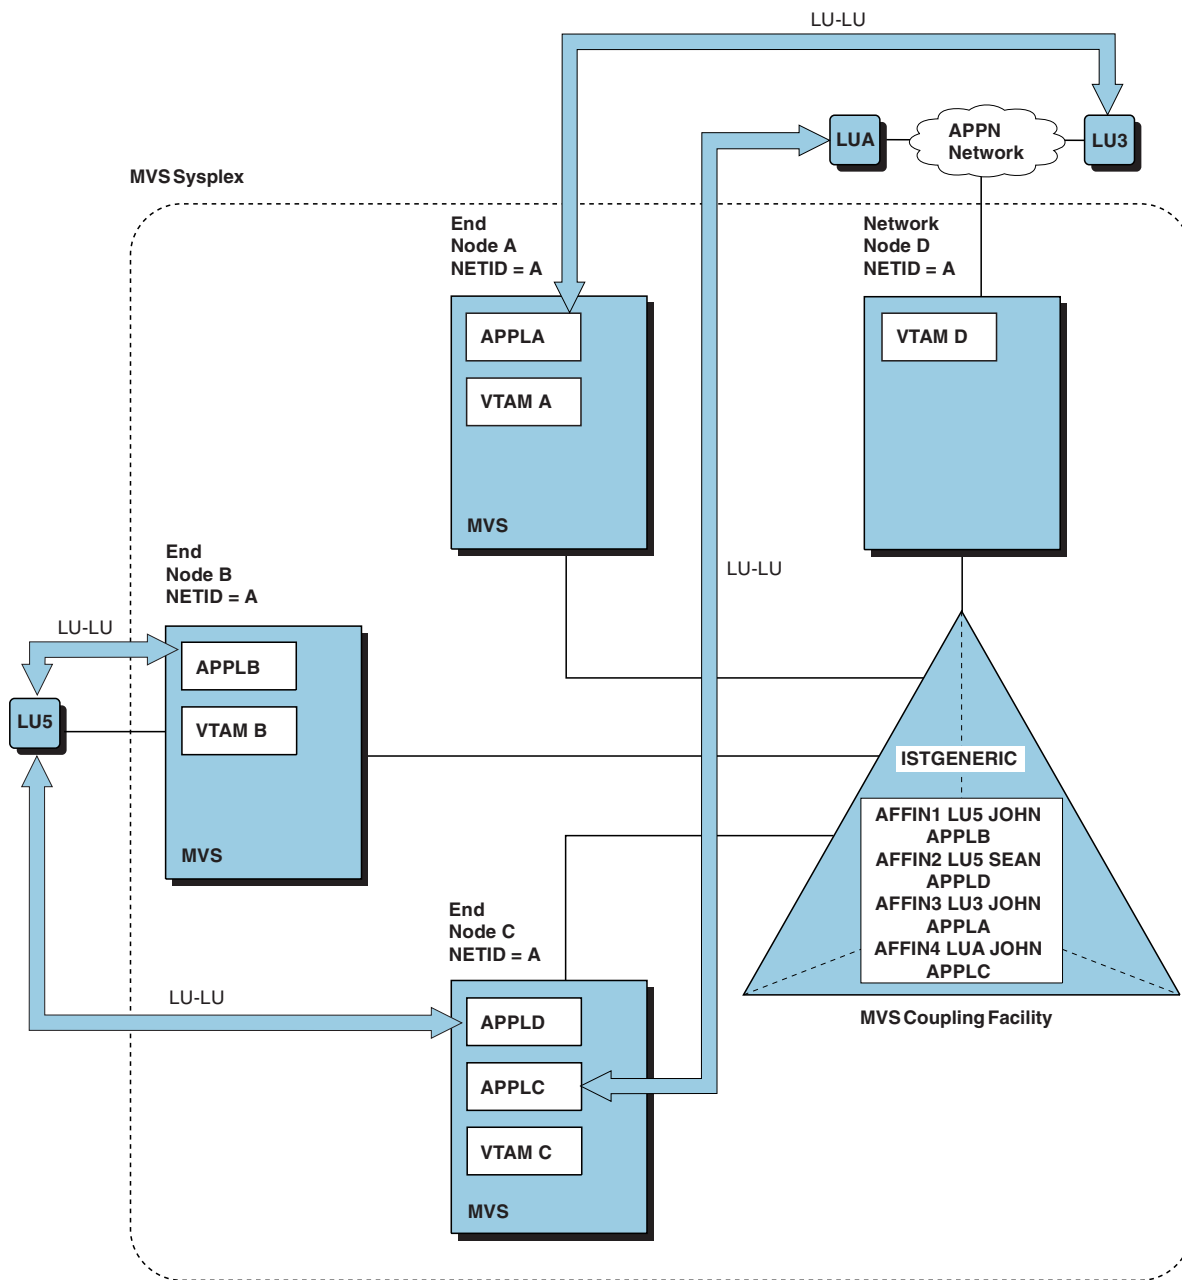 LU-LU
LUA
APPN
Network
LU3
MVS Sysplex
End
Node A
NETID = A
Network
Node D
NETID = A
APPLA
VTAM A
MVS
VTAM D
End
Node B
NETID = A
LU-LU
LU-LU
APPLB
LU5
VTAM B
MVS
ISTGENERIC
AFFIN1 LU5 JOHN
APPLB
AFFIN2 LU5 SEAN
APPLD
AFFIN3 LU3 JOHN
APPLA
AFFIN4 LUA JOHN
APPLC
MVS Coupling Facility
End
Node C
NETID = A
LU-LU
APPLD
APPLC
VTAM C
MVS